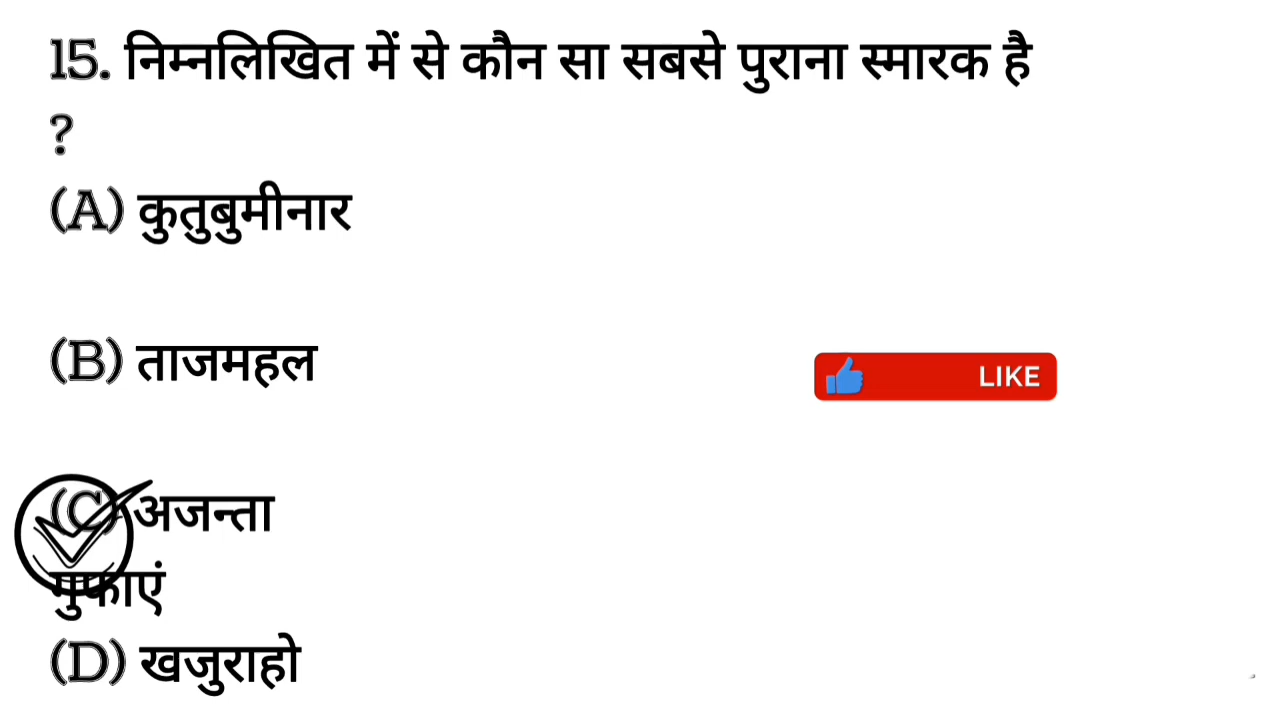 15. निम्नलिखित में से कौन सा सबसे पुराना स्मारक है
?
(A) कुतुबुमीनार
(B) ताजमहल
LIKE
(C) अजन्ता
गुफाएं
(D) खजुराहो